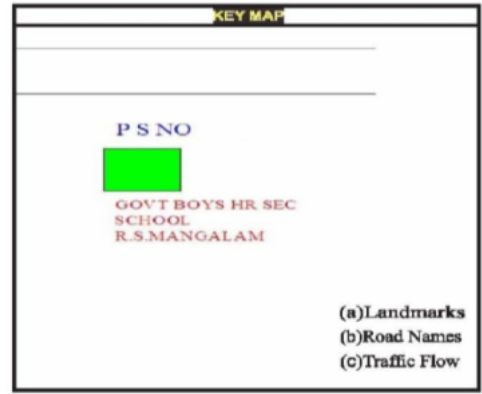 KEY MAP
P S NO
GOVT BOYS HR SEC
SCHOOL
R.S.MANGALAM
(a)Landmarks
(b)Road Names
(c)Traffic Flow